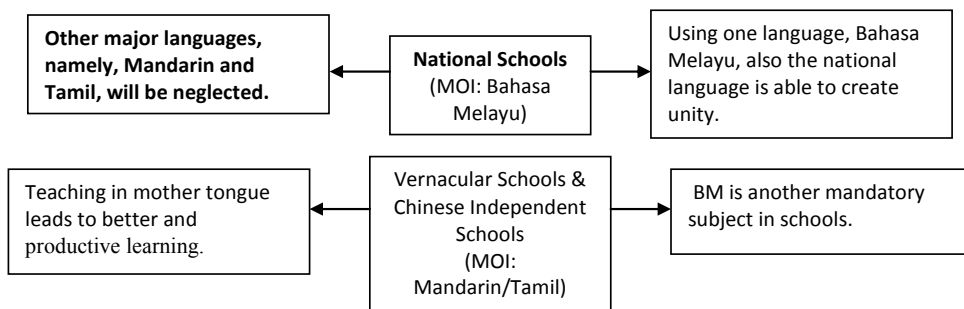 Other major languages,
namely, Mandarin and
Tamil, will be neglected.
National Schools
(MOI: Bahasa
Melayu)
Using one language, Bahasa
Melayu, also the national
language is able to create
unity.
Teaching in mother tongue
leads to better and
productive learning.
Vernacular Schools &
Chinese Independent
Schools
(MOI:
Mandarin/Tamil)
BM is another mandatory
subject in schools.